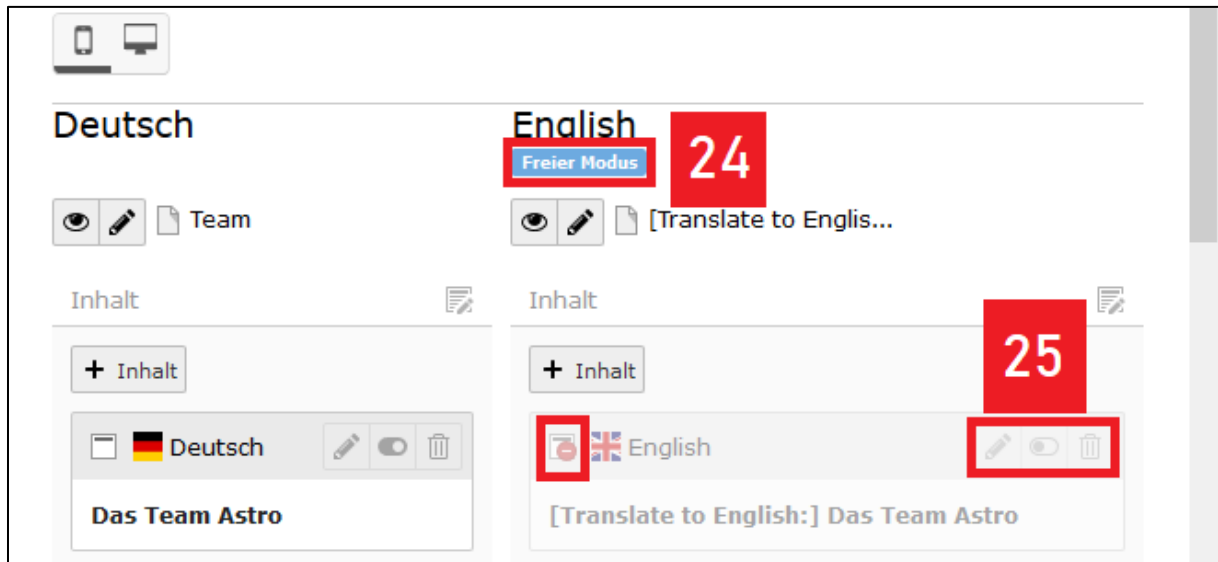 Deutsch
English
Freier Modus
24
Team
[Translate to Englis...
Inhalt
Inhalt
25
+ Inhalt
+ Inhalt
Deutsch
English
Das Team Astro
[Translate to English:] Das Team Astro